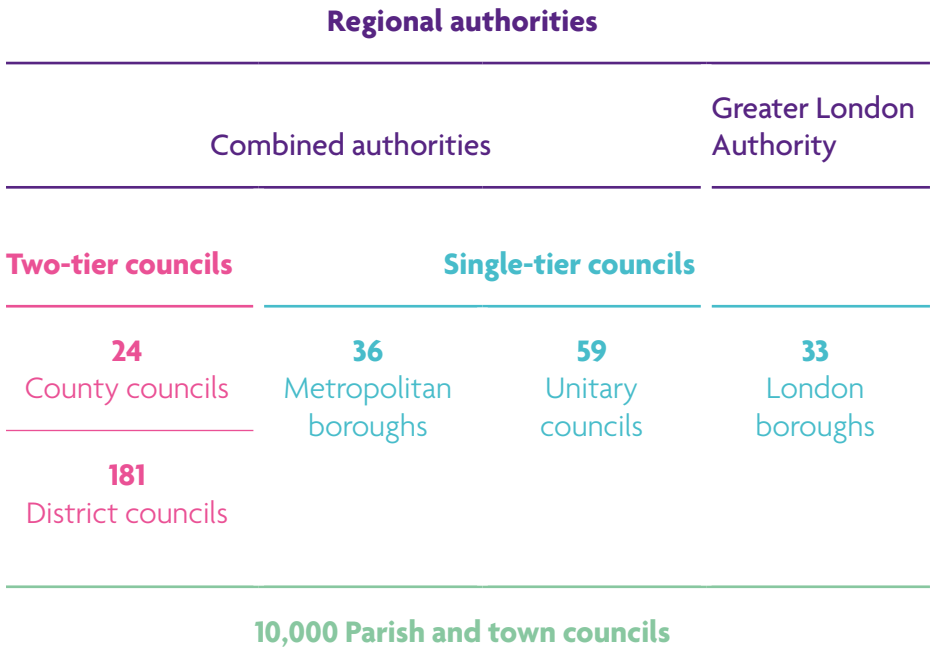 Regional authorities
Combined authorities
Greater London
Authority
Two-tier councils
Single-tier councils
24
County councils
36
Metropolitan
boroughs
59
Unitary
councils
33
London
boroughs
181
District councils
10,000 Parish and town councils